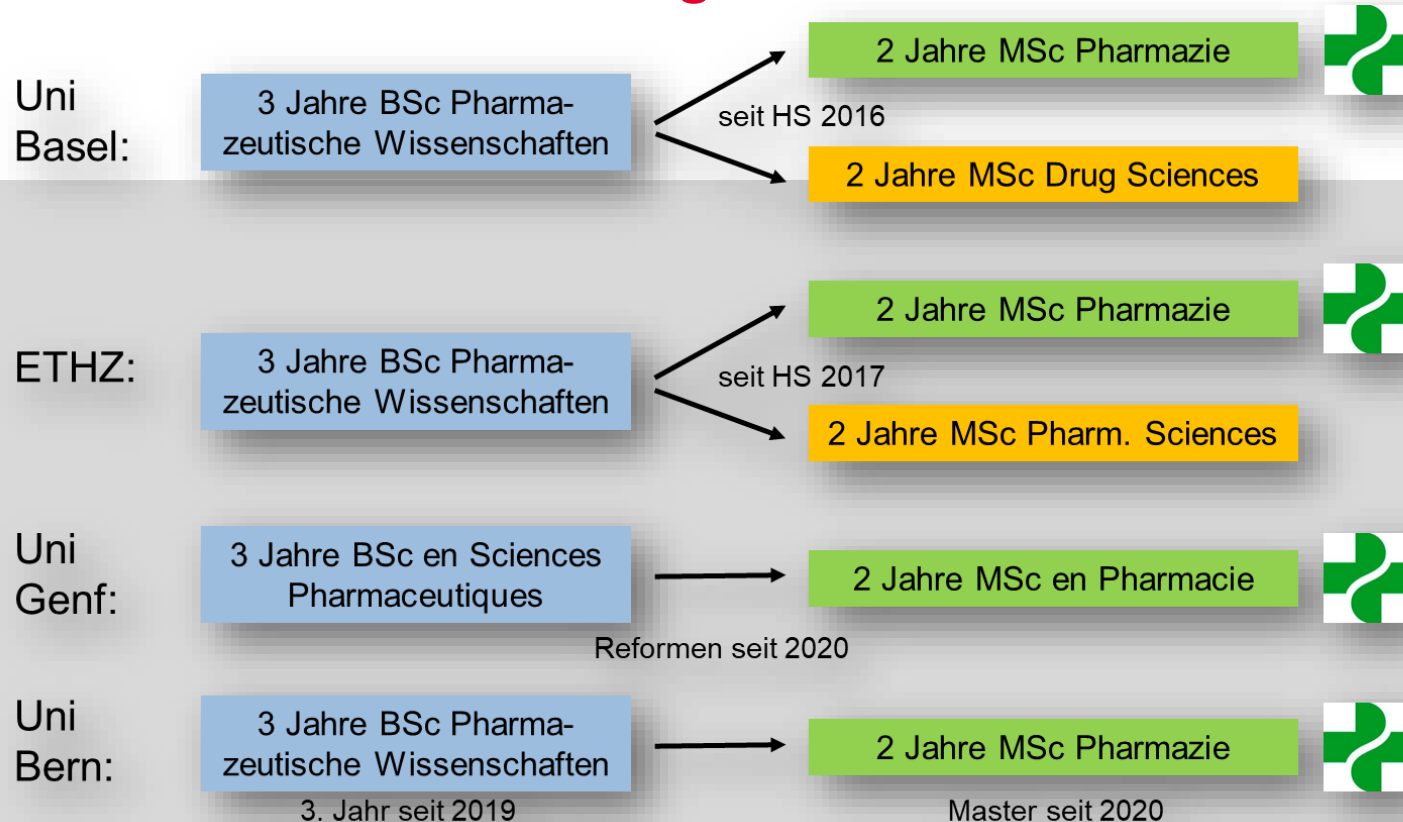 Uni
Basel:
3 Jahre BSc Pharma-
zeutische Wissenschaften
seit HS 2016
2 Jahre MSc Pharmazie
2 Jahre MSc Drug Sciences
ETHZ:
3 Jahre BSc Pharma-
zeutische Wissenschaften
seit HS 2017
2 Jahre MSc Pharmazie
2 Jahre MSc Pharm. Sciences
Uni
Genf:
3 Jahre BSc en Sciences
Pharmaceutiques
2 Jahre MSc en Pharmacie
Reformen seit 2020
Uni
Bern:
3 Jahre BSc Pharma-
zeutische Wissenschaften
2 Jahre MSc Pharmazie
3. Jahr seit 2019
Master seit 2020